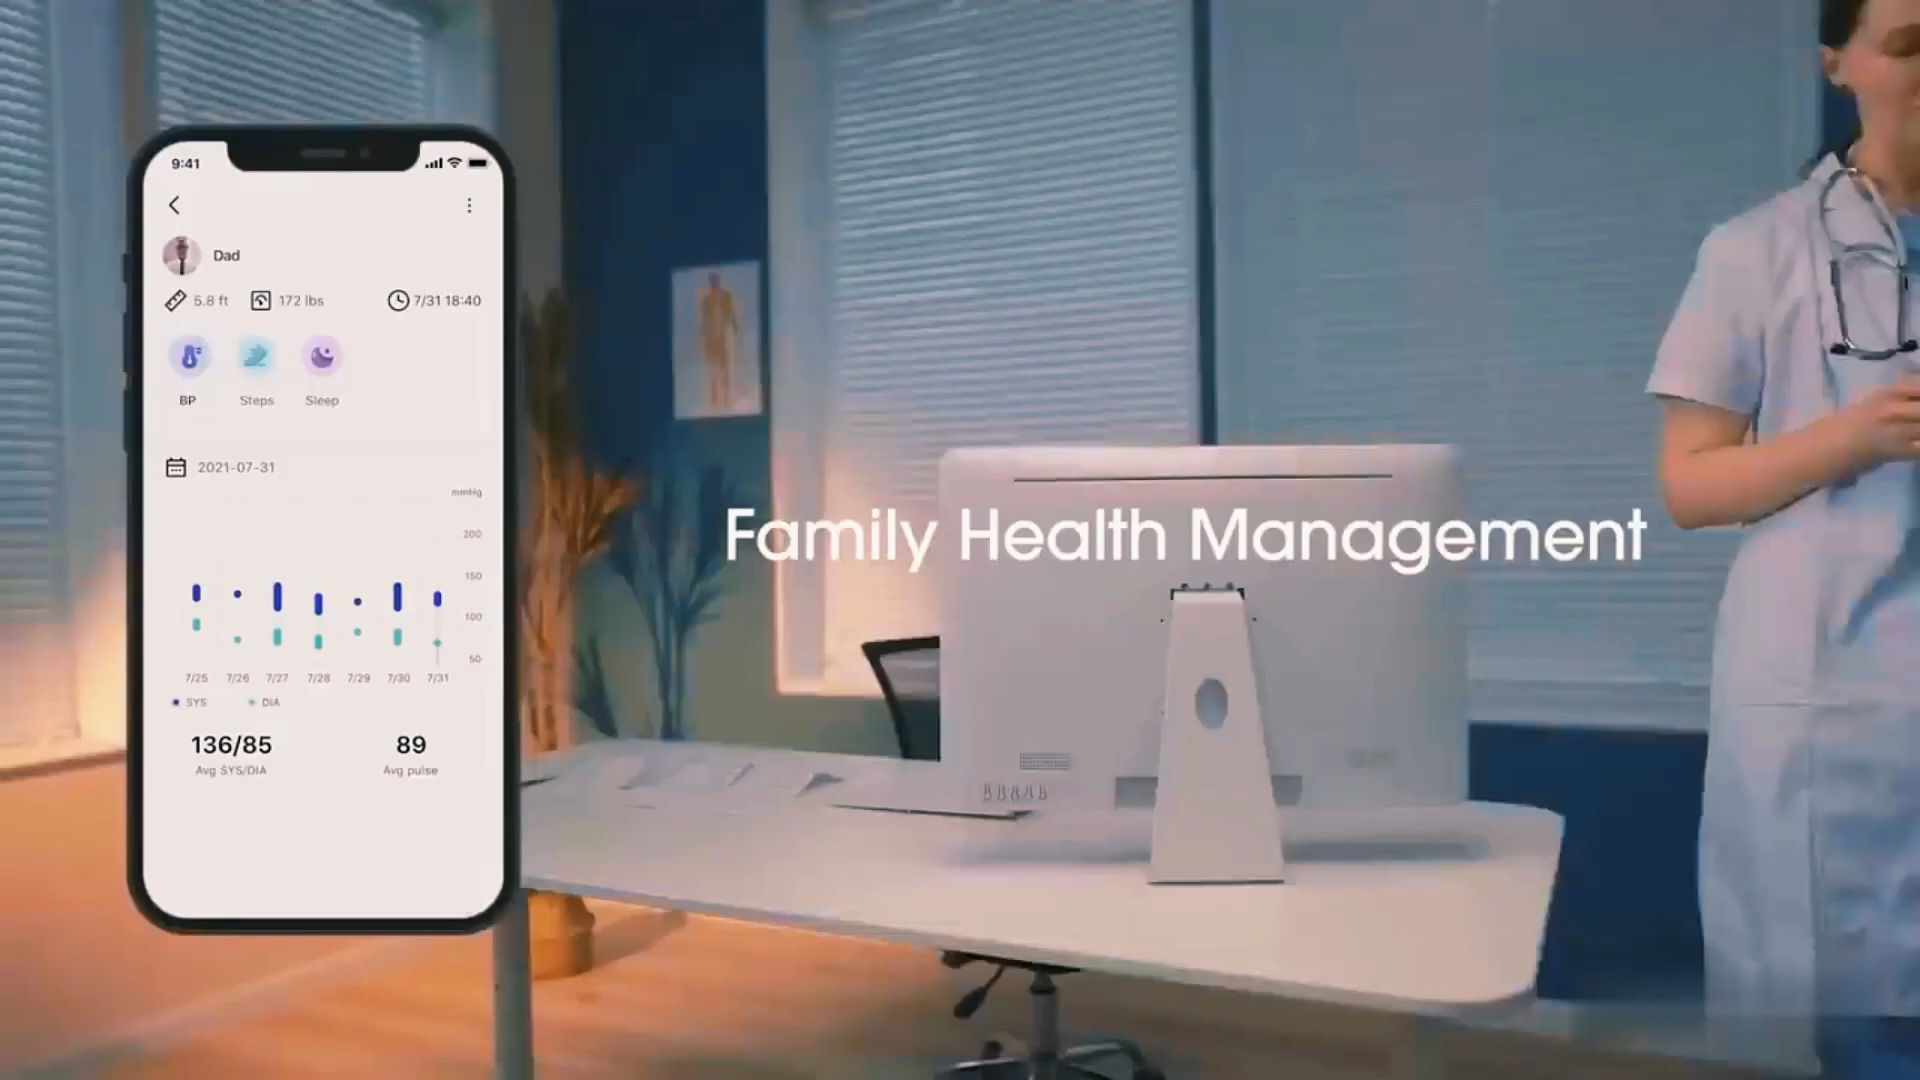 9:41
Dad
5.8 ft 172 lbs 7/31 18:40
BP Steps Sleep
2021-07-31
mmHg
200
150
100
50
7/25 7/26 7/27 7/28 7/29 7/30 7/31
SYS DIA
136/85 89
Avg SYS/DIA Avg pulse
Family Health Management